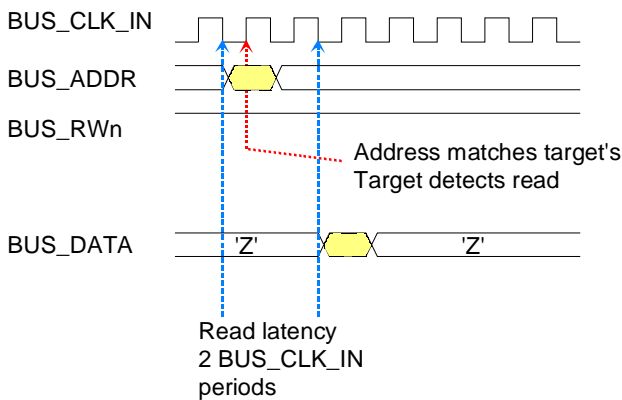 BUS_CLK_IN
BUS_ADDR
BUS_RWn
Address matches target's
Target detects read
BUS_DATA
'Z'
'Z'
Read latency
2 BUS_CLK_IN
periods